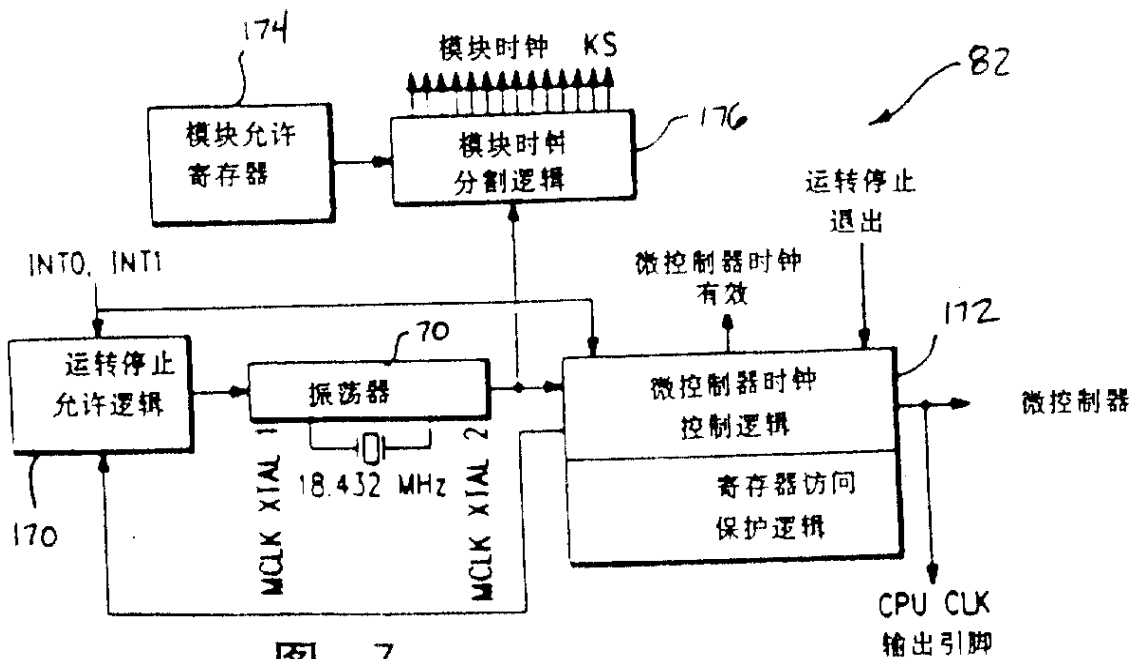 174
模块时钟 KS
82
模块允许
寄存器
模块时钟
分割逻辑
176
运转停止
退出
INT0, INT1
微控制器时钟
有效
172
运转停止
允许逻辑
70
振荡器
微控制器时钟
控制逻辑
微控制器
MCLK XTAL 1
18.432 MHz
MCLK XTAL 2
寄存器访问
保护逻辑
170
CPU CLK
输出引脚
图 7